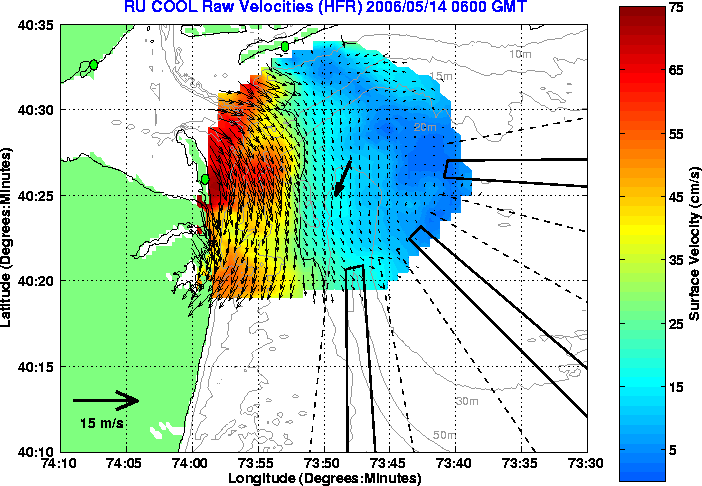 RU COOL Raw Velocities (HFR) 2006/05/14 0600 GMT
40:35
40:30
40:25
40:20
40:15
40:10
Latitude (Degrees:Minutes)
10m
15m
20m
30m
50m
15 m/s
74:10 74:05 74:00 73:55 73:50 73:45 73:40 73:35 73:30
Longitude (Degrees:Minutes)
75
65
55
45
35
25
15
5
Surface Velocity (cm/s)